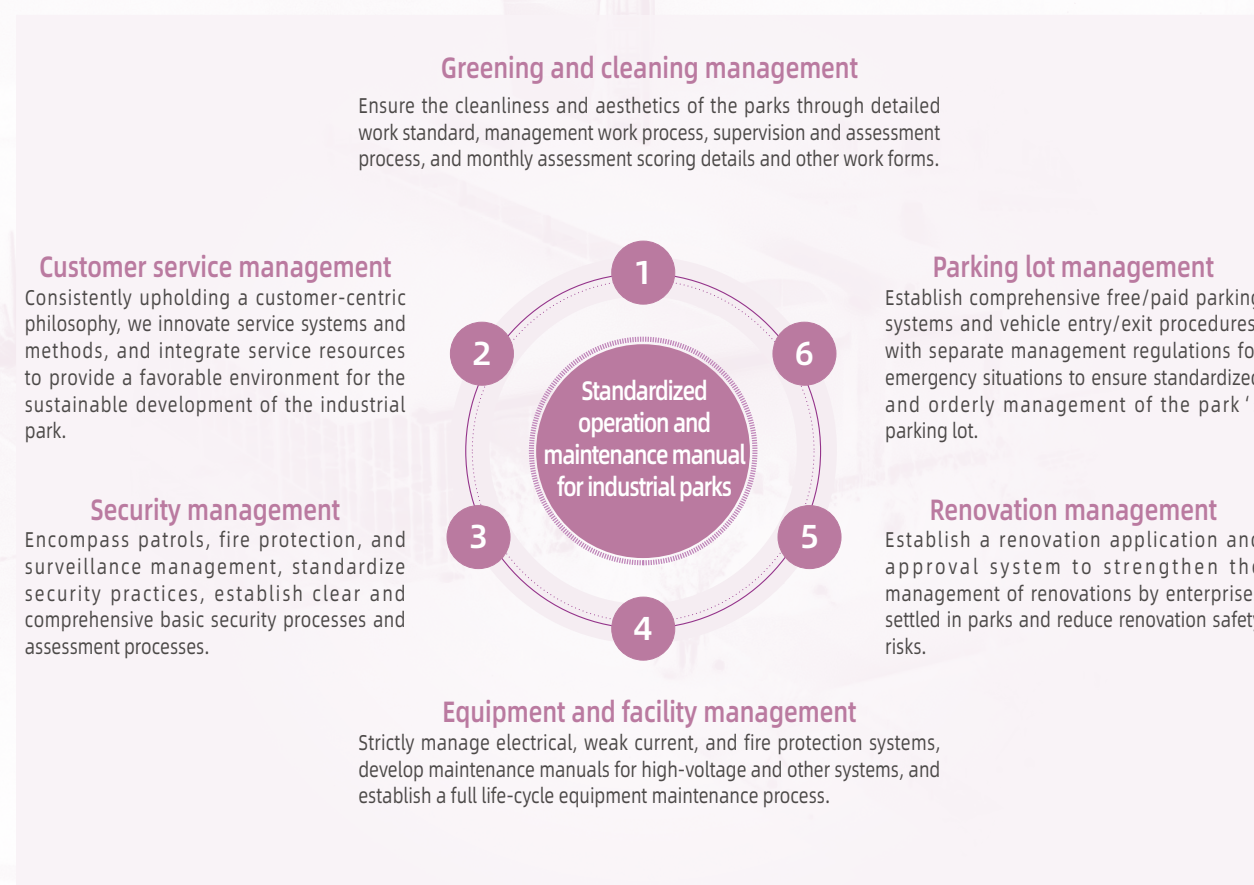 Greening and cleaning management
Ensure the cleanliness and aesthetics of the parks through detailed
work standard, management work process, supervision and assessment
process, and monthly assessment scoring details and other work forms.
Customer service management
Consistently upholding a customer-centric
philosophy, we innovate service systems and
methods, and integrate service resources
to provide a favorable environment for the
sustainable development of the industrial
park.
Security management
Encompass patrols, fire protection, and
surveillance management, standardize
security practices, establish clear and
comprehensive basic security processes and
assessment processes.
1
2
3
4
5
6
Standardized
operation and
maintenance manual
for industrial parks
Parking lot management
Establish comprehensive free/paid parking
systems and vehicle entry/exit procedures
with separate management regulations fo
emergency situations to ensure standardized
and orderly management of the park ‘
parking lot.
Renovation management
Establish a renovation application and
approval system to strengthen the
management of renovations by enterprise
settled in parks and reduce renovation safety
risks.
Equipment and facility management
Strictly manage electrical, weak current, and fire protection systems,
develop maintenance manuals for high-voltage and other systems, and
establish a full life-cycle equipment maintenance process.